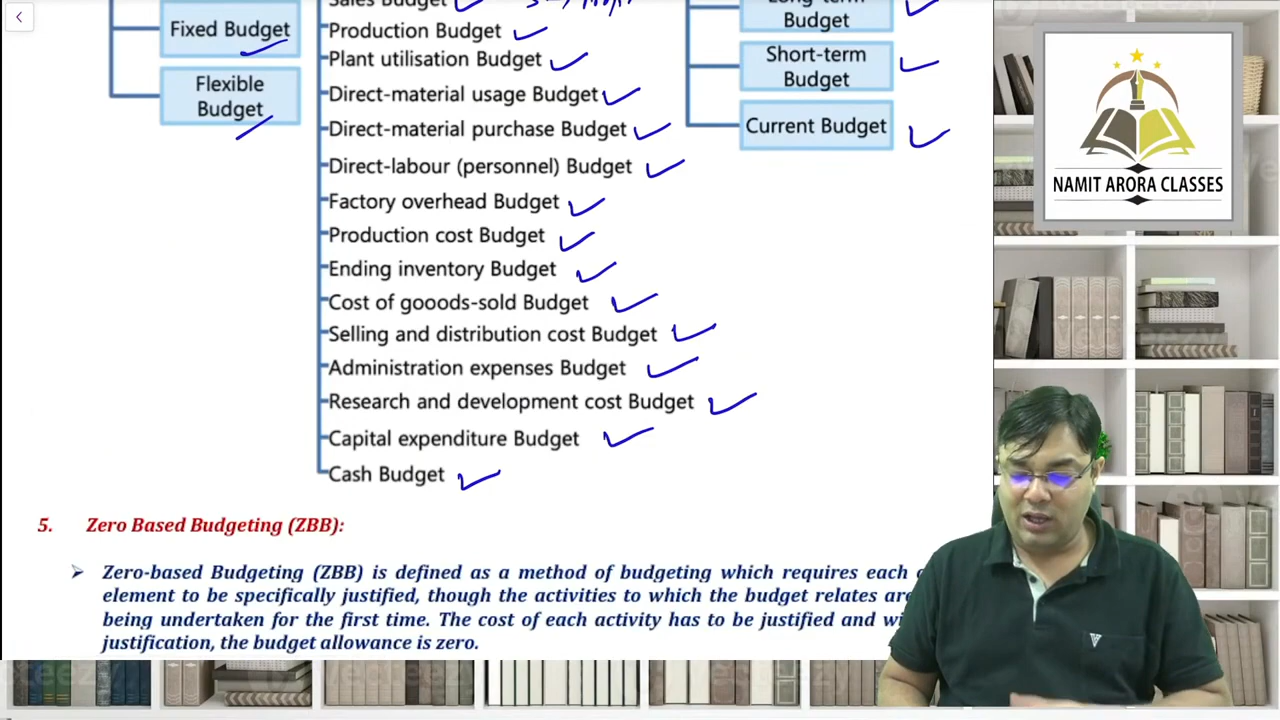 Sales Budget
Fixed Budget
Flexible
Budget
Production Budget
Plant utilisation Budget
Direct-material usage Budget
Direct-material purchase Budget
Direct-labour (personnel) Budget
Factory overhead Budget
Production cost Budget
Ending inventory Budget
Cost of gooods-sold Budget
Selling and distribution cost Budget
Administration expenses Budget
Research and development cost Budget
Capital expenditure Budget
Cash Budget
Long-term
Budget
Short-term
Budget
Current Budget
NAMIT ARORA CLASSES
5. Zero Based Budgeting (ZBB):
➢ Zero-based Budgeting (ZBB) is defined as a method of budgeting which requires each
element to be specifically justified, though the activities to which the budget relates are
being undertaken for the first time. The cost of each activity has to be justified and
justification, the budget allowance is zero.